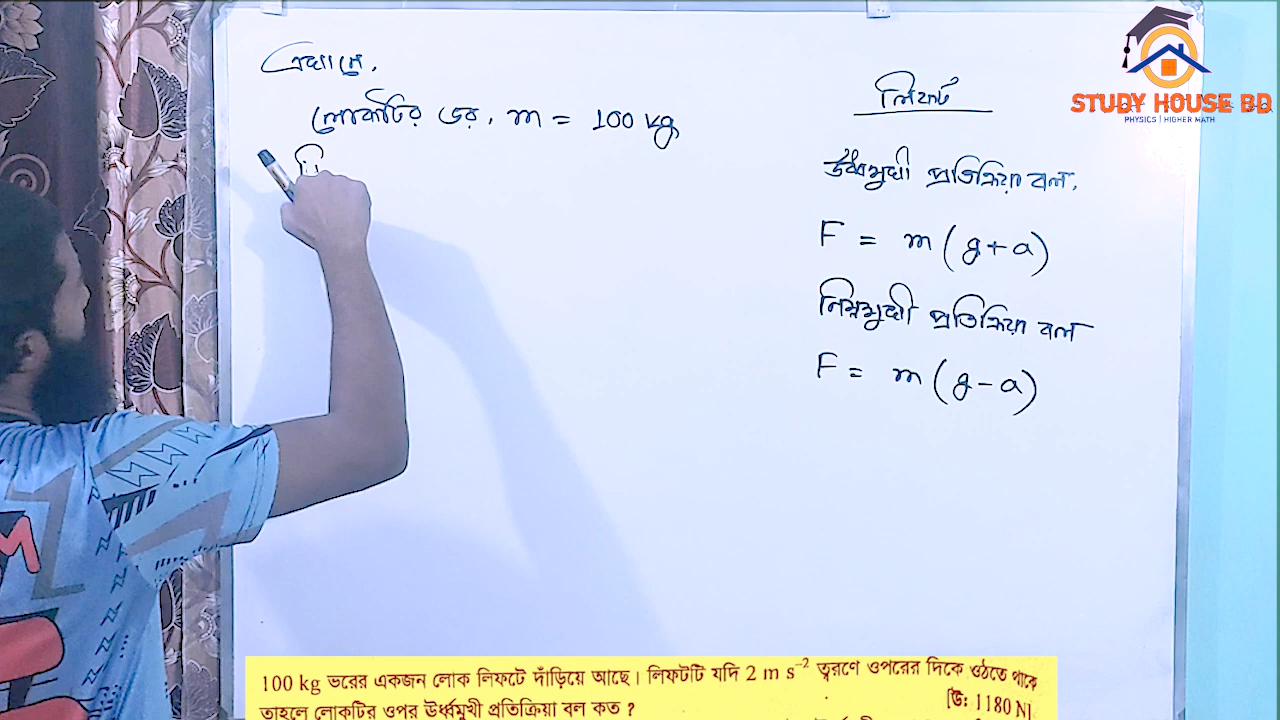 এখানে,
লোকটির ভর, m = 100 kg
লি
লিফট
ঊর্ধ্বমুখী প্রতিক্রিয়া বল,
F = m(g+a)
নিম্নমুখী প্রতিক্রিয়া বল
F = m(g-a)
STUDY HOUSE BD
PHYSICS | HIGHER MATH
100 kg ভরের একজন লোক লিফটে দাঁড়িয়ে আছে। লিফটটি যদি 2 m s⁻² ত্বরণে ওপরের দিকে ওঠতে থাকে
তাহলে লোকটির ওপর ঊর্ধ্বমুখী প্রতিক্রিয়া বল কত ? [উ: 1180 N]